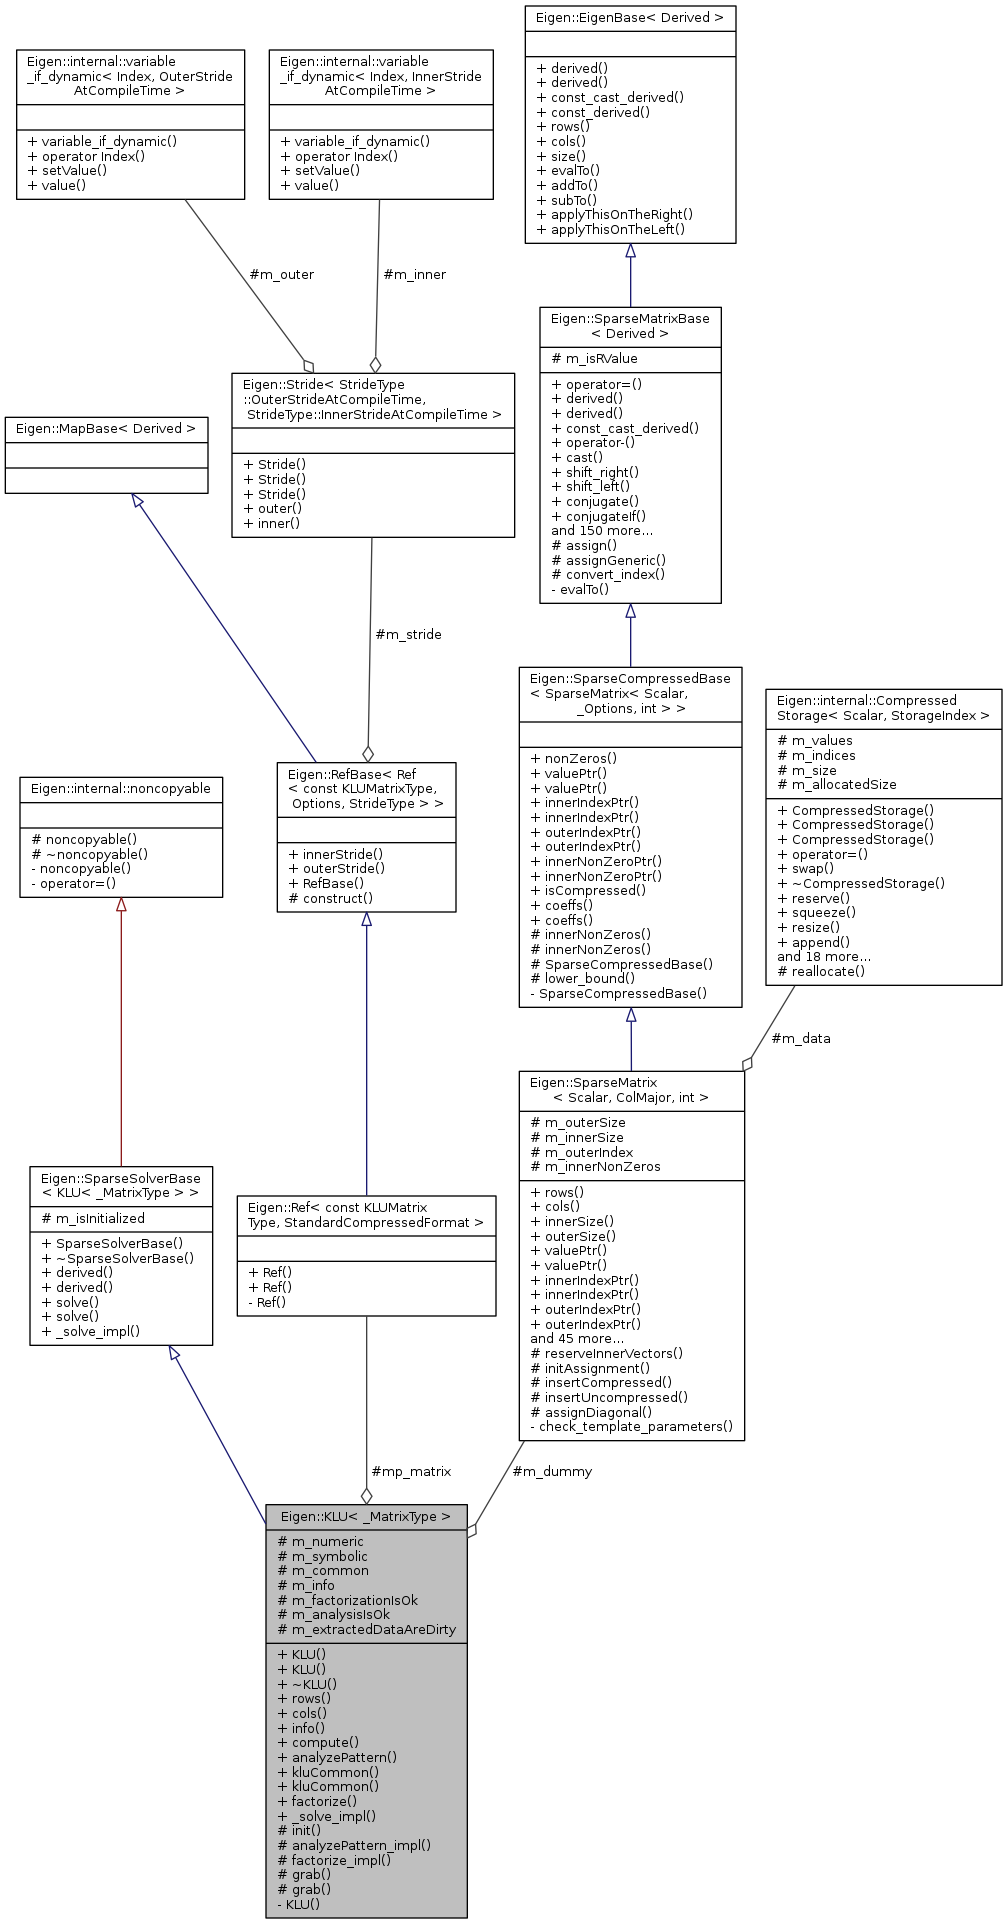 Eigen::EigenBase< Derived >
+ derived()
+ derived()
+ const_cast_derived()
+ const_derived()
+ rows()
+ cols()
+ size()
+ evalTo()
+ addTo()
+ subTo()
+ applyThisOnTheRight()
+ applyThisOnTheLeft()
Eigen::internal::variable
_if_dynamic< Index, OuterStride
AtCompileTime >
+ variable_if_dynamic()
+ operator Index()
+ setValue()
+ value()
Eigen::internal::variable
_if_dynamic< Index, InnerStride
AtCompileTime >
+ variable_if_dynamic()
+ operator Index()
+ setValue()
+ value()
#m_outer
#m_inner
Eigen::SparseMatrixBase
< Derived >
# m_isRValue
+ operator=()
+ derived()
+ derived()
+ const_cast_derived()
+ operator-()
+ cast()
+ shift_right()
+ shift_left()
+ conjugate()
+ conjugateIf()
and 150 more...
# assign()
# assignGeneric()
# convert_index()
- evalTo()
Eigen::Stride< StrideType
::OuterStrideAtCompileTime,
StrideType::InnerStrideAtCompileTime >
+ Stride()
+ Stride()
+ Stride()
+ outer()
+ inner()
Eigen::MapBase< Derived >
#m_stride
Eigen::SparseCompressedBase
< SparseMatrix< Scalar,
_Options, int > >
+ nonZeros()
+ valuePtr()
+ valuePtr()
+ innerIndexPtr()
+ innerIndexPtr()
+ outerIndexPtr()
+ outerIndexPtr()
+ innerNonZeroPtr()
+ innerNonZeroPtr()
+ isCompressed()
+ coeffs()
+ coeffs()
# innerNonZeros()
# innerNonZeros()
# SparseCompressedBase()
# lower_bound()
- SparseCompressedBase()
Eigen::internal::Compressed
Storage< Scalar, StorageIndex >
# m_values
# m_indices
# m_size
# m_allocatedSize
+ CompressedStorage()
+ CompressedStorage()
+ CompressedStorage()
+ operator=()
+ swap()
+ ~CompressedStorage()
+ reserve()
+ squeeze()
+ resize()
+ append()
and 18 more...
# reallocate()
Eigen::RefBase< Ref
< const KLUMatrixType,
Options, StrideType > >
+ innerStride()
+ outerStride()
+ RefBase()
# construct()
Eigen::internal::noncopyable
# noncopyable()
# ~noncopyable()
- noncopyable()
- operator=()
#m_data
Eigen::SparseMatrix
< Scalar, ColMajor, int >
# m_outerSize
# m_innerSize
# m_outerIndex
# m_innerNonZeros
+ rows()
+ cols()
+ innerSize()
+ outerSize()
+ valuePtr()
+ valuePtr()
+ innerIndexPtr()
+ innerIndexPtr()
+ outerIndexPtr()
+ outerIndexPtr()
and 45 more...
# reserveInnerVectors()
# initAssignment()
# insertCompressed()
# insertUncompressed()
# assignDiagonal()
- check_template_parameters()
Eigen::SparseSolverBase
< KLU< _MatrixType > >
# m_isInitialized
+ SparseSolverBase()
+ ~SparseSolverBase()
+ derived()
+ derived()
+ solve()
+ solve()
+ _solve_impl()
Eigen::Ref< const KLUMatrix
Type, StandardCompressedFormat >
+ Ref()
+ Ref()
- Ref()
#mp_matrix
#m_dummy
Eigen::KLU< _MatrixType >
# m_numeric
# m_symbolic
# m_common
# m_info
# m_factorizationIsOk
# m_analysisIsOk
# m_extractedDataAreDirty
+ KLU()
+ KLU()
+ ~KLU()
+ rows()
+ cols()
+ info()
+ compute()
+ analyzePattern()
+ kluCommon()
+ kluCommon()
+ factorize()
+ _solve_impl()
# init()
# analyzePattern_impl()
# factorize_impl()
# grab()
# grab()
- KLU()